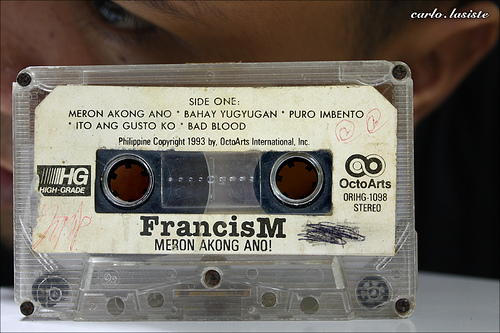 carlo.lasiste
SIDE ONE:
MERON AKONG ANO * BAHAY YUGYUGAN * PURO IMBENTO
* ITO ANG GUSTO KO * BAD BLOOD
Philippine Copyright 1993 by, OctoArts International, Inc.
HG
HIGH-GRADE
OctoArts
ORIHG-1098
STEREO
FrancisM
MERON AKONG ANO!